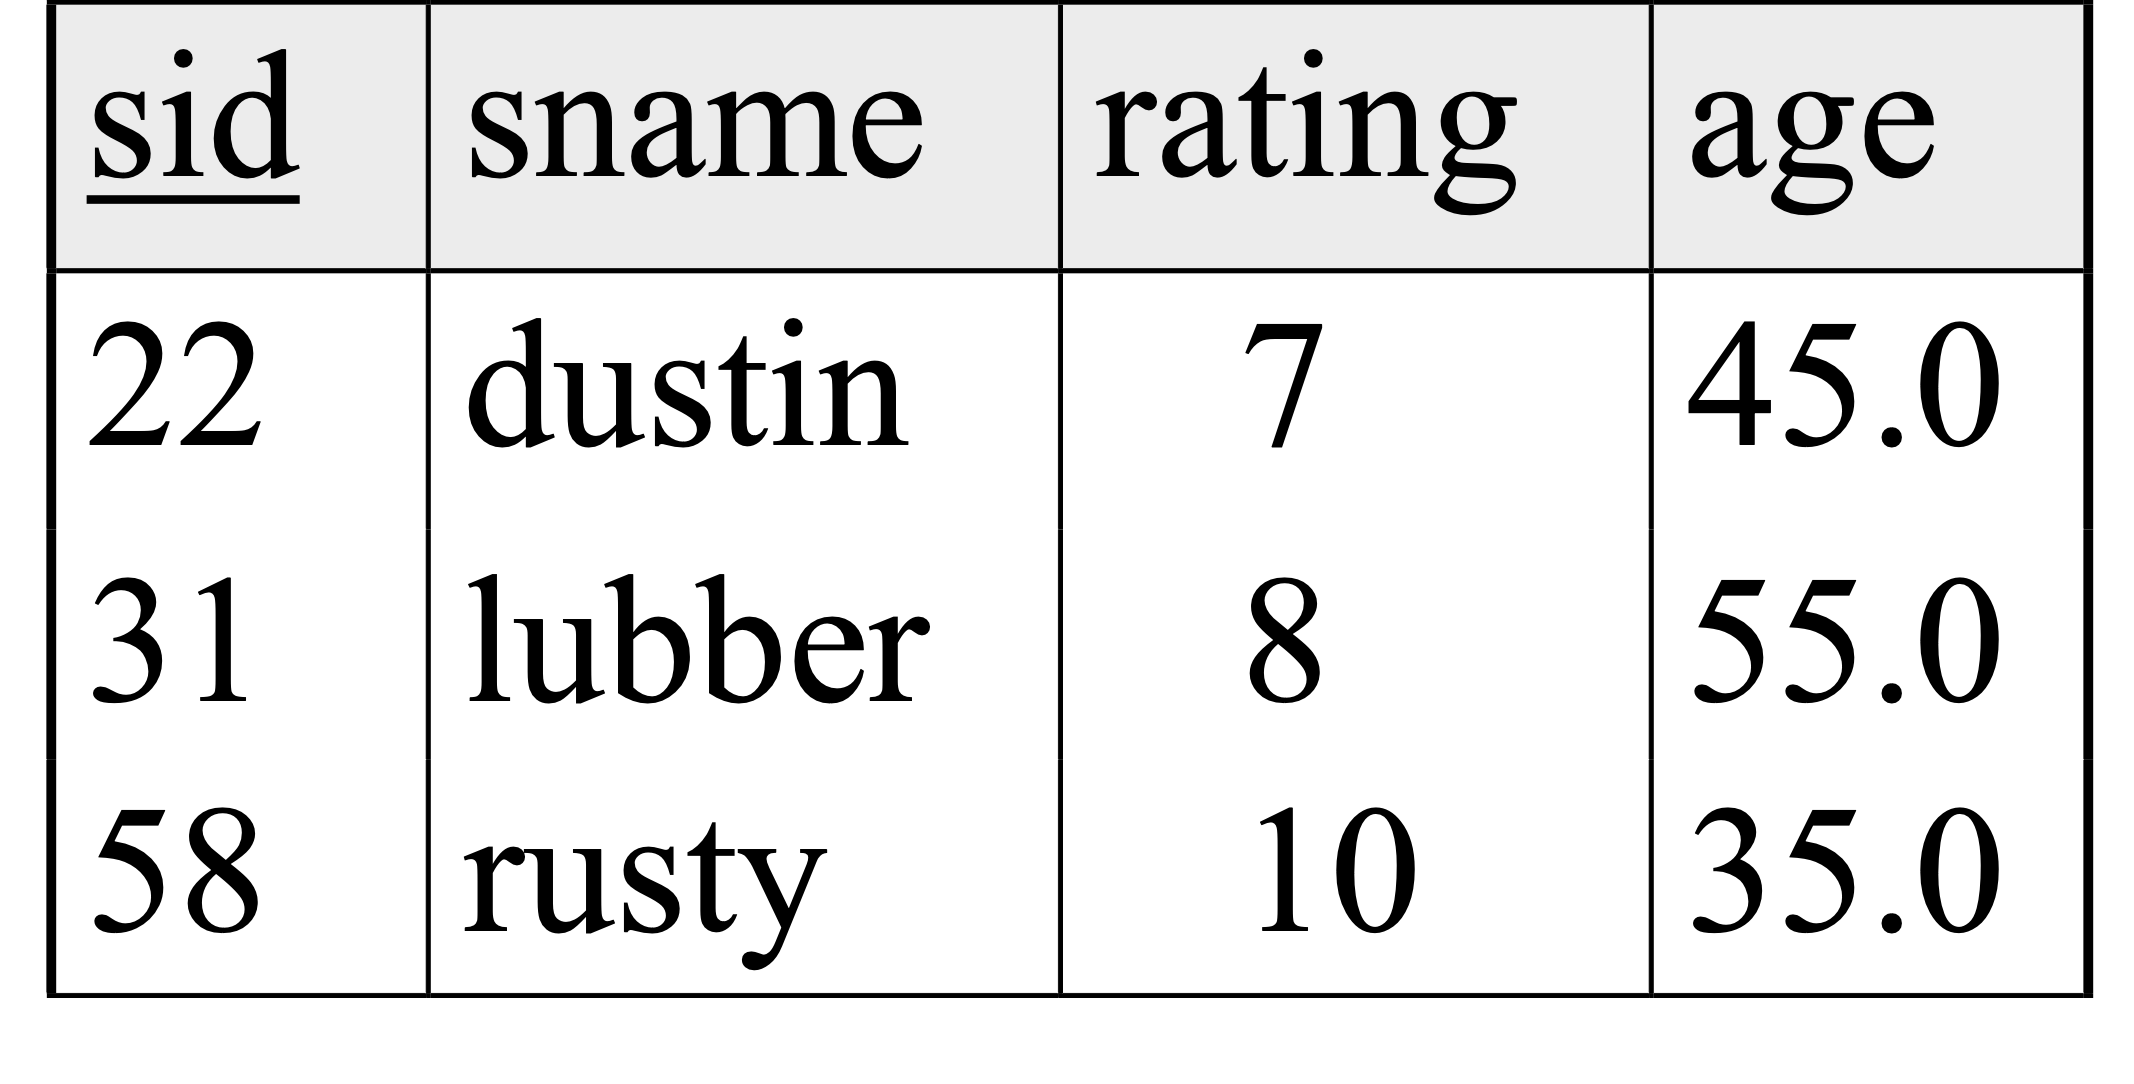 sid sname rating age
22 dustin 7 45.0
31 lubber 8 55.0
58 rusty 10 35.0